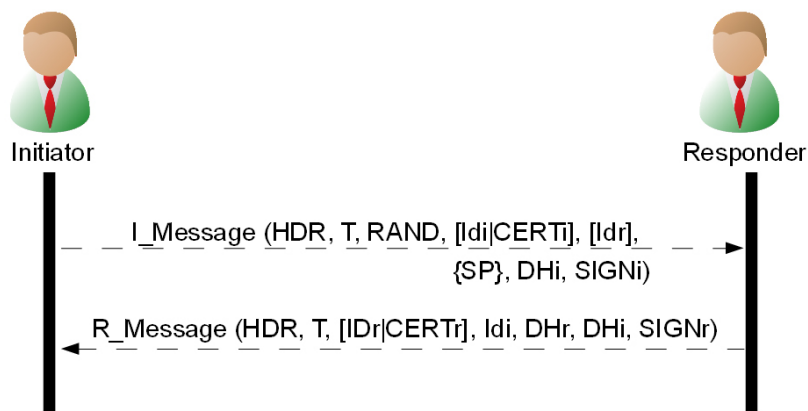 Initiator
Responder
I_Message (HDR, T, RAND, [Idi|CERTi], [Idr],
{SP}, DHi, SIGNi)
R_Message (HDR, T, [IDr|CERTr], Idi, DHr, DHi, SIGNr)